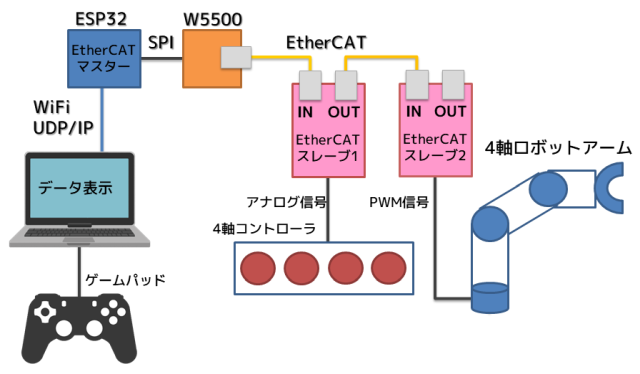 ESP32
W5500
EtherCAT
マスター
SPI
EtherCAT
WiFi
UDP/IP
IN OUT
EtherCAT
スレーブ1
IN OUT
EtherCAT
スレーブ2
4軸ロボットアーム
データ表示
アナログ信号
PWM信号
4軸コントローラ
ゲームパッド